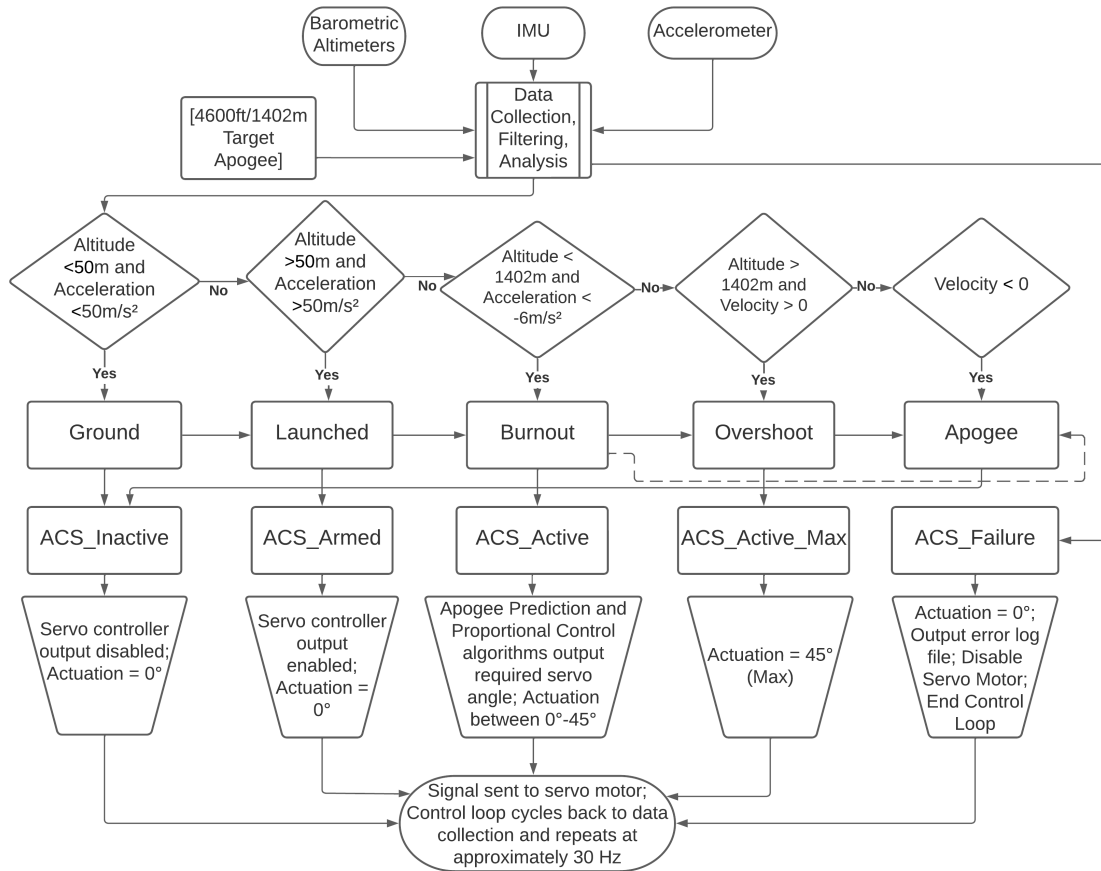 Barometric
Altimeters
IMU
Accelerometer
[4600ft/1402m
Target
Apogee]
Data
Collection,
Filtering,
Analysis
Altitude
<50m and
Acceleration
<50m/s²
No
Altitude
>50m and
Acceleration
>50m/s²
No
Altitude <
1402m and
Acceleration <
-6m/s²
No
Altitude >
1402m and
Velocity > 0
No
Velocity < 0
Yes
Yes
Yes
Yes
Yes
Ground
Launched
Burnout
Overshoot
Apogee
ACS_Inactive
ACS_Armed
ACS_Active
ACS_Active_Max
ACS_Failure
Servo controller
output disabled;
Actuation = 0°
Servo controller
output
enabled;
Actuation =
0°
Apogee Prediction and
Proportional Control
algorithms output
required servo
angle; Actuation
between 0°-45°
Actuation = 45°
(Max)
Actuation = 0°;
Output error log
file; Disable
Servo Motor;
End Control
Loop
Signal sent to servo motor;
Control loop cycles back to data
collection and repeats at
approximately 30 Hz